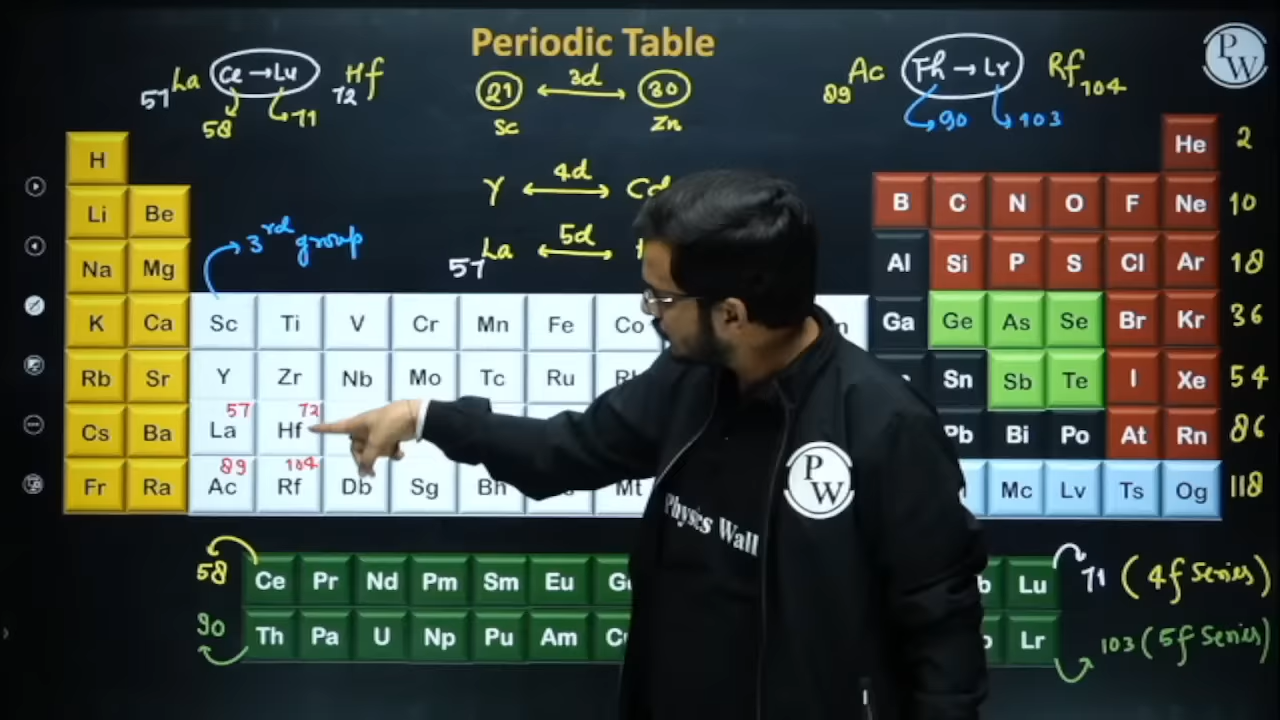 Periodic Table
57 La Ce → Lu 72 Hf
58 71
21 3d 30
Sc Zn
89 Ac Th → Lr Rf 104
90 103
P W
Y 4d Cd
57 La 5d
3rd group
H He 2
Li Be B C N O F Ne 10
Na Mg Al Si P S Cl Ar 18
K Ca Sc Ti V Cr Mn Fe Co Ga Ge As Se Br Kr 36
Rb Sr Y Zr Nb Mo Tc Ru Sn Sb Te I Xe 54
57 72
Cs Ba La Hf Pb Bi Po At Rn 86
89 104
Fr Ra Ac Rf Db Sg Bh Mt Mc Lv Ts Og 118
P W
Physics Wall
58 Ce Pr Nd Pm Sm Eu Lu 71 (4f series)
90 Th Pa U Np Pu Am Lr 103 (5f series)